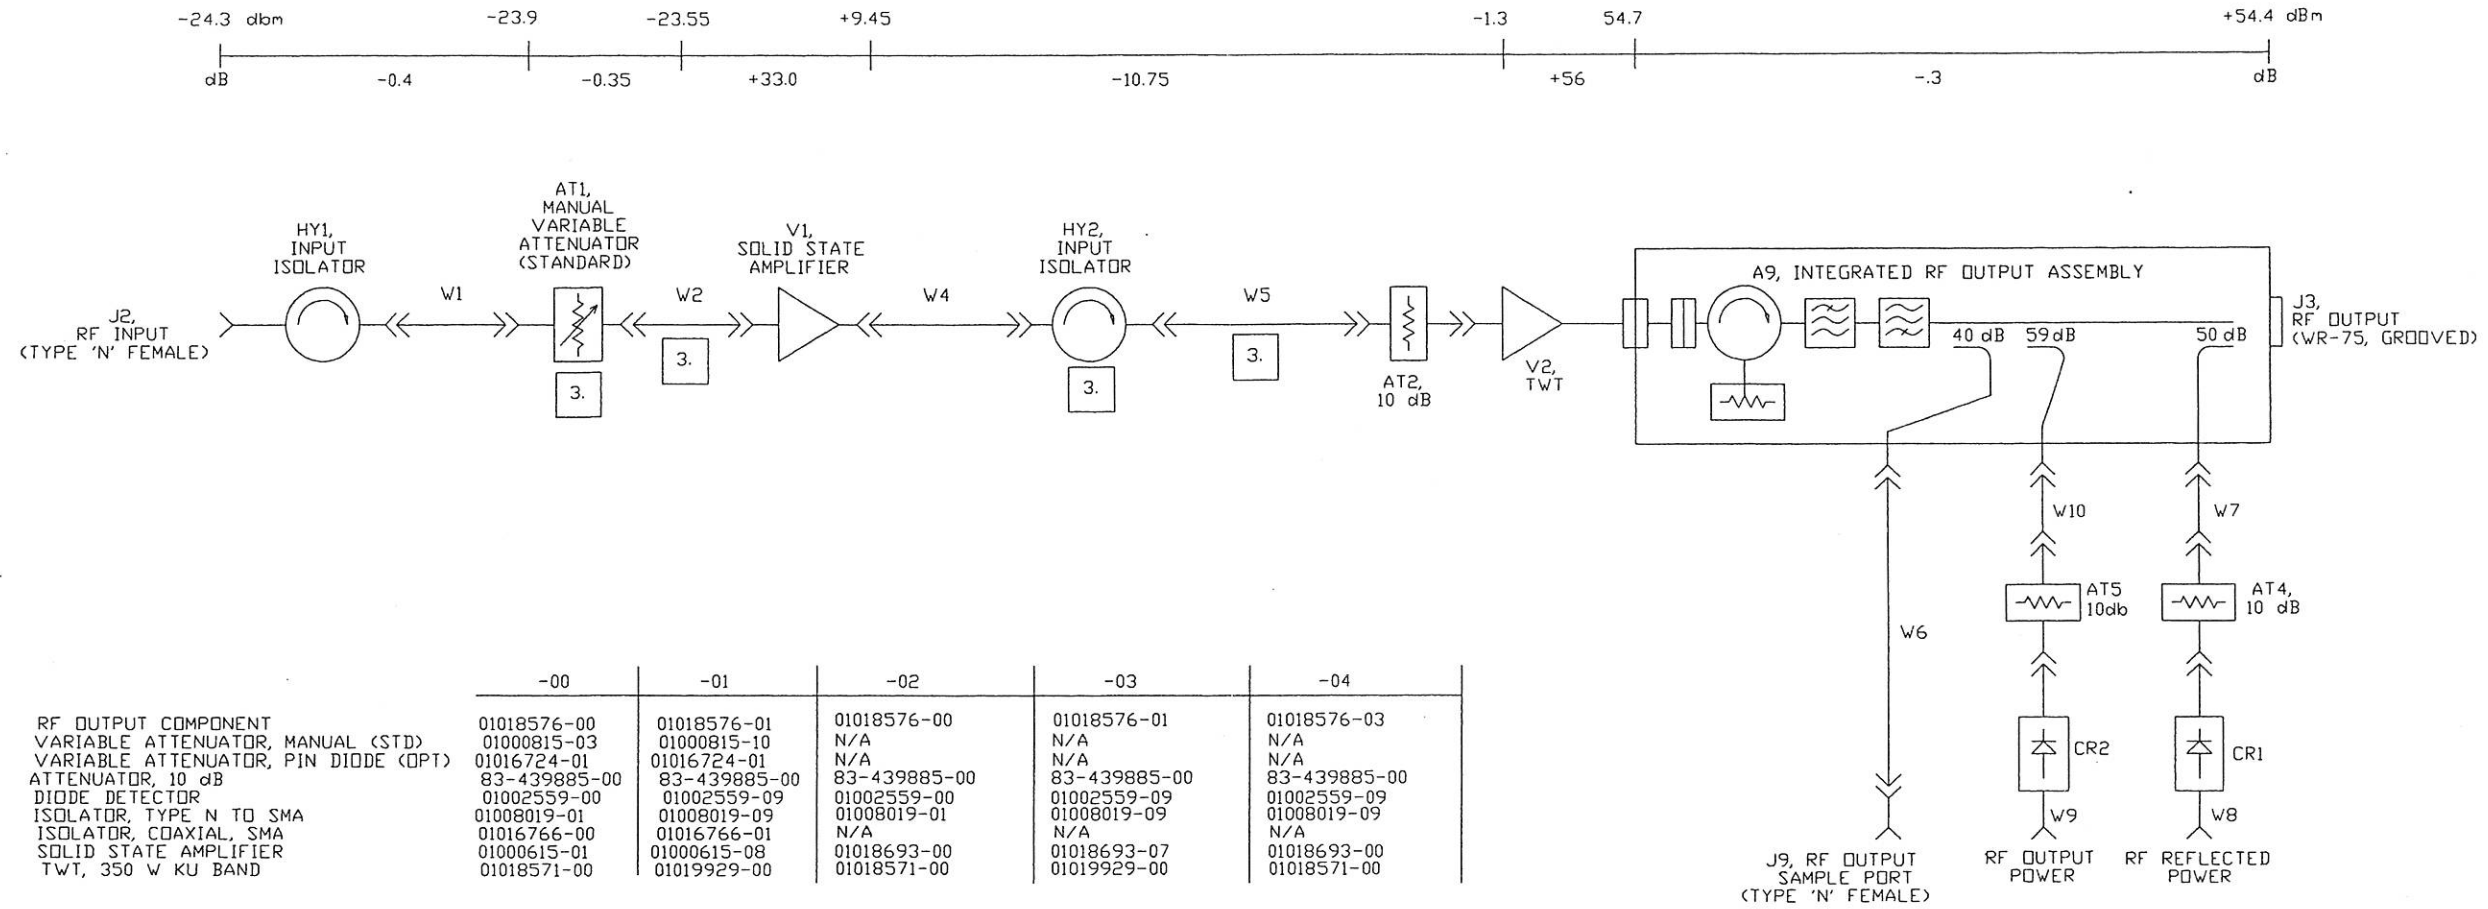 -24.3 dbm -23.9 -23.55 +9.45 -1.3 54.7 +54.4 dBm
dB -0.4 -0.35 +33.0 -10.75 +56 -.3 dB
HY1,
INPUT
ISOLATOR
AT1,
MANUAL
VARIABLE
ATTENUATOR
(STANDARD)
V1,
SOLID STATE
AMPLIFIER
HY2,
INPUT
ISOLATOR
A9, INTEGRATED RF OUTPUT ASSEMBLY
J2,
RF INPUT
(TYPE 'N' FEMALE)
W1
W2
W4
W5
3.
3.
3.
3.
AT2,
10 dB
V2,
TWT
40 dB
59dB
50 dB
J3,
RF OUTPUT
(WR-75, GROOVED)
W10
W7
AT5
10db
AT4,
10 dB
W6
CR2
CR1
W9
W8
J9, RF OUTPUT
SAMPLE PORT
(TYPE 'N' FEMALE)
RF OUTPUT
POWER
RF REFLECTED
POWER
-00 -01 -02 -03 -04
RF OUTPUT COMPONENT 01018576-00 01018576-01 01018576-00 01018576-01 01018576-03
VARIABLE ATTENUATOR, MANUAL (STD) 01000815-03 01000815-10 N/A N/A N/A
VARIABLE ATTENUATOR, PIN DIODE (OPT) 01016724-01 01016724-01 N/A N/A N/A
ATTENUATOR, 10 dB 83-439885-00 83-439885-00 83-439885-00 83-439885-00 83-439885-00
DIODE DETECTOR 01002559-00 01002559-09 01002559-00 01002559-09 01002559-09
ISOLATOR, TYPE N TO SMA 01008019-01 01008019-09 01008019-01 01008019-09 01008019-09
ISOLATOR, COAXIAL, SMA 01016766-00 01016766-01 N/A N/A N/A
SOLID STATE AMPLIFIER 01000615-01 01000615-08 01018693-00 01018693-07 01018693-00
TWT, 350 W KU BAND 01018571-00 01019929-00 01018571-00 01019929-00 01018571-00